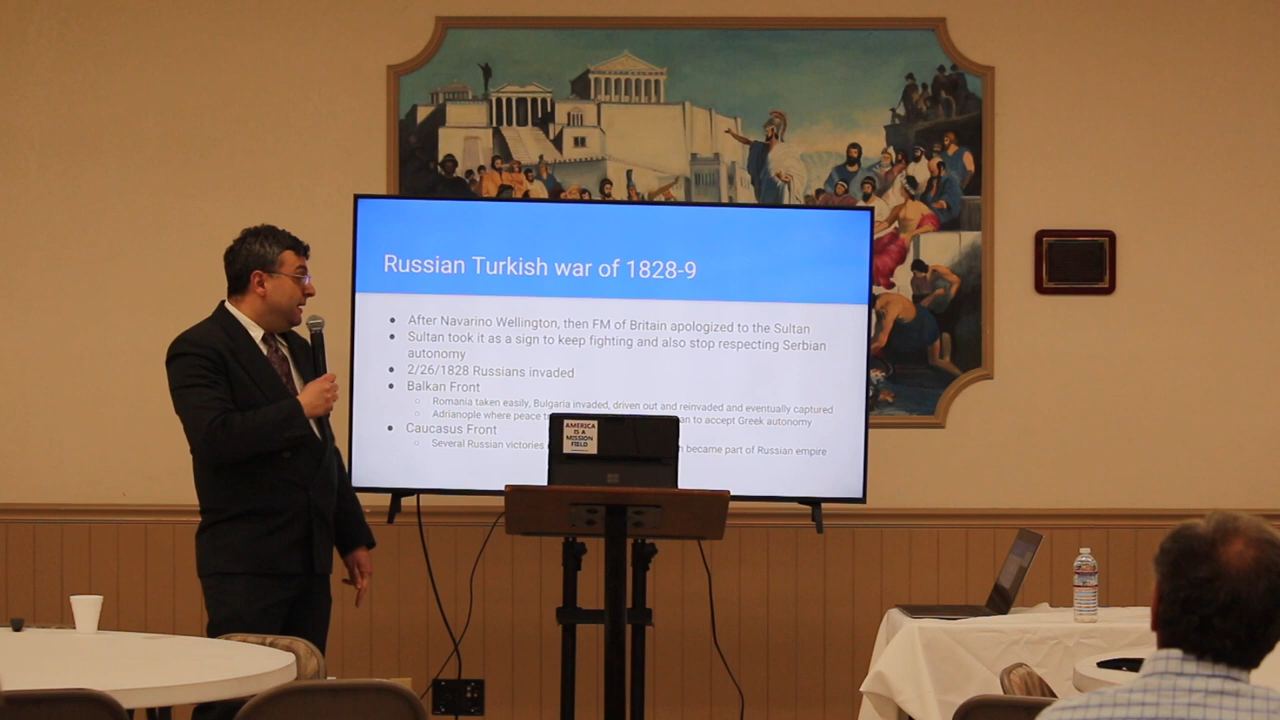 Russian Turkish war of 1828-9
After Navarino Wellington, then FM of Britain apologized to the Sultan
Sultan took it as a sign to keep fighting and also stop respecting Serbian
autonomy
2/26/1828 Russians invaded
Balkan Front
Romania taken easily, Bulgaria invaded, driven out and reinvaded and eventually captured
Adrianople where peace an to accept Greek autonomy
Caucasus Front
Several Russian victories became part of Russian empire
AMERICA
IS A
MISSION
FIELD